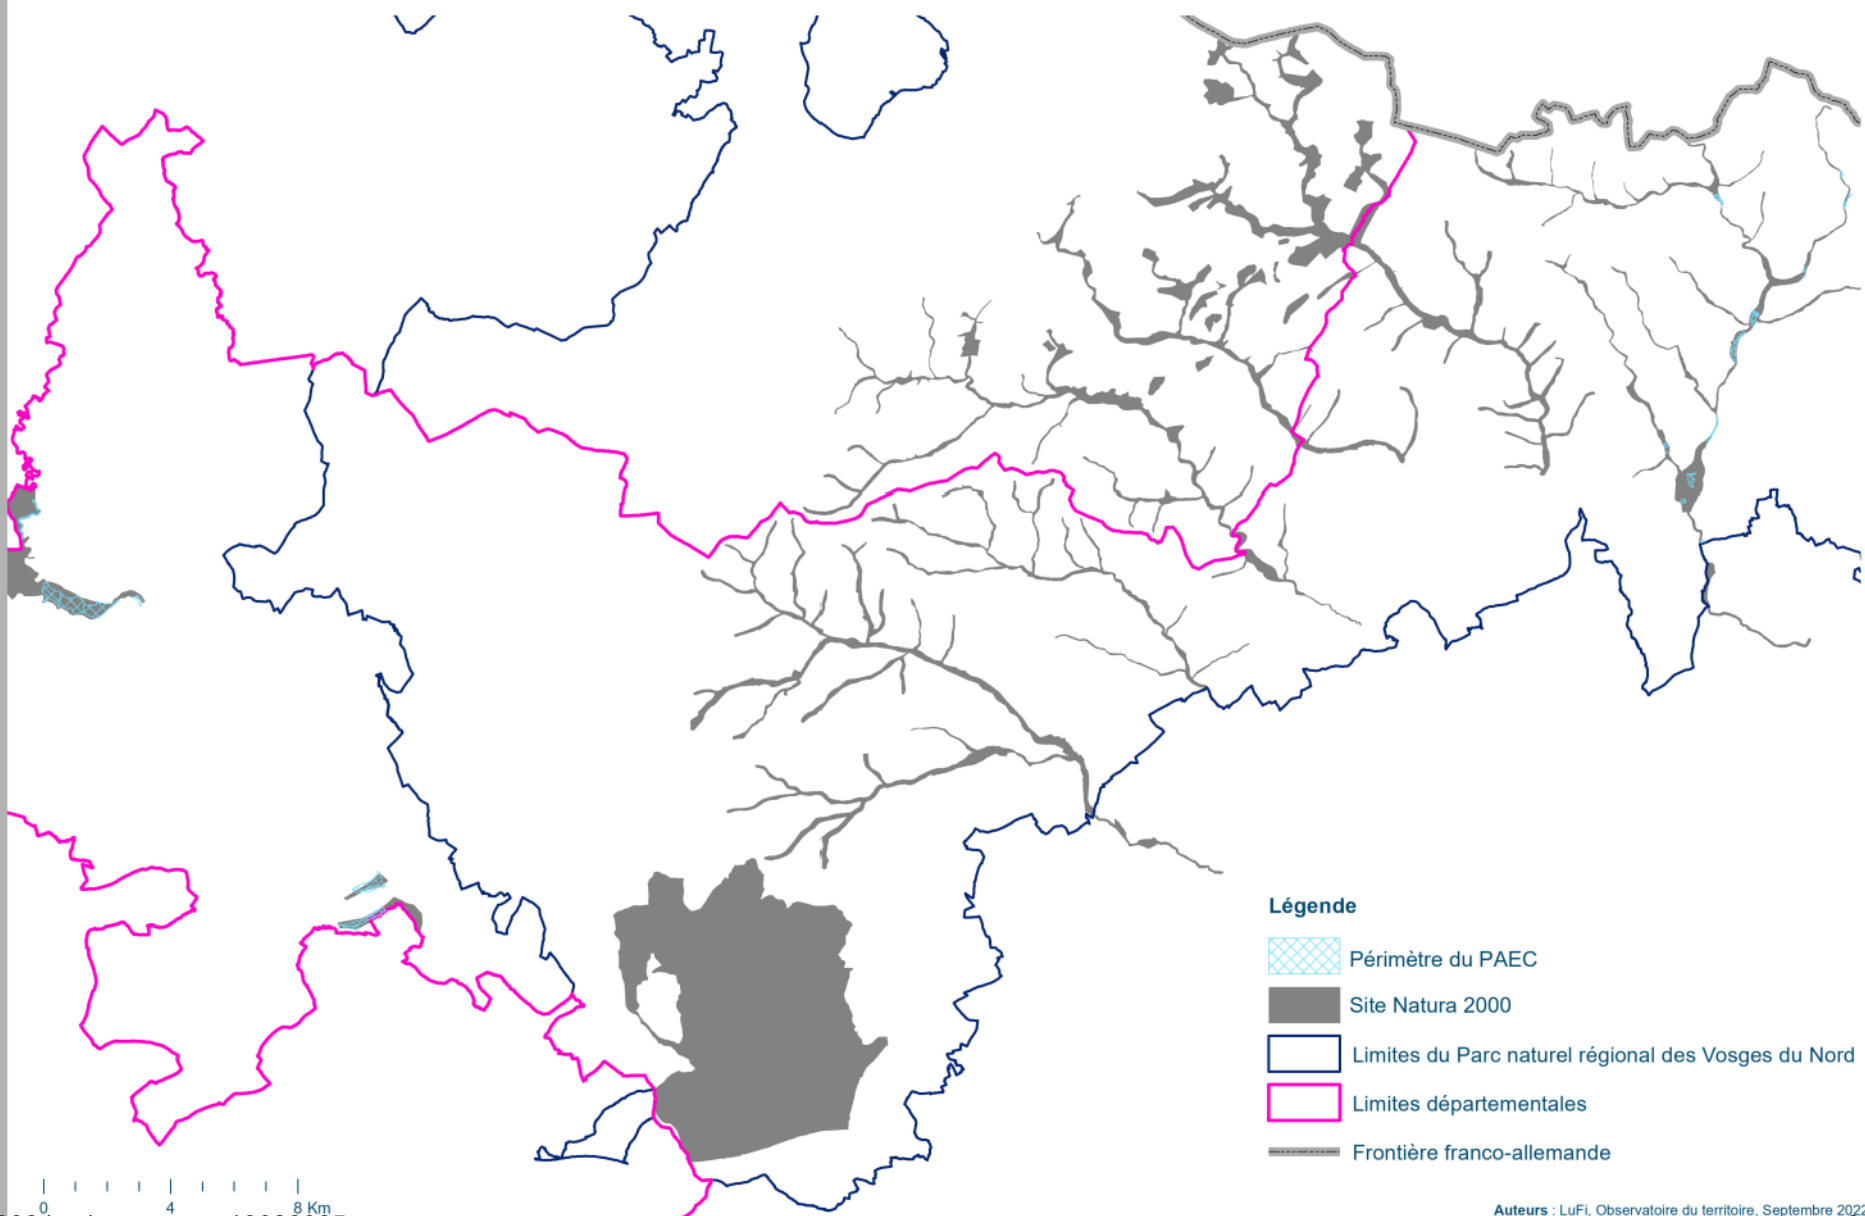 Légende
Périmètre du PAEC
Site Natura 2000
Limites du Parc naturel régional des Vosges du Nord
Limites départementales
Frontière franco-allemande
0 4 8 Km
Auteurs : LuFi, Observatoire du territoire, Septembre 2022